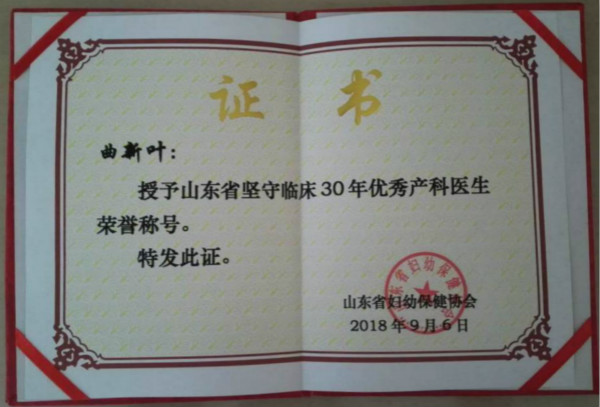 证书
曲新叶：
授予山东省坚守临床30年优秀产科医生
荣誉称号。
特发此证。
山东省妇幼保健协会
2018年9月6日